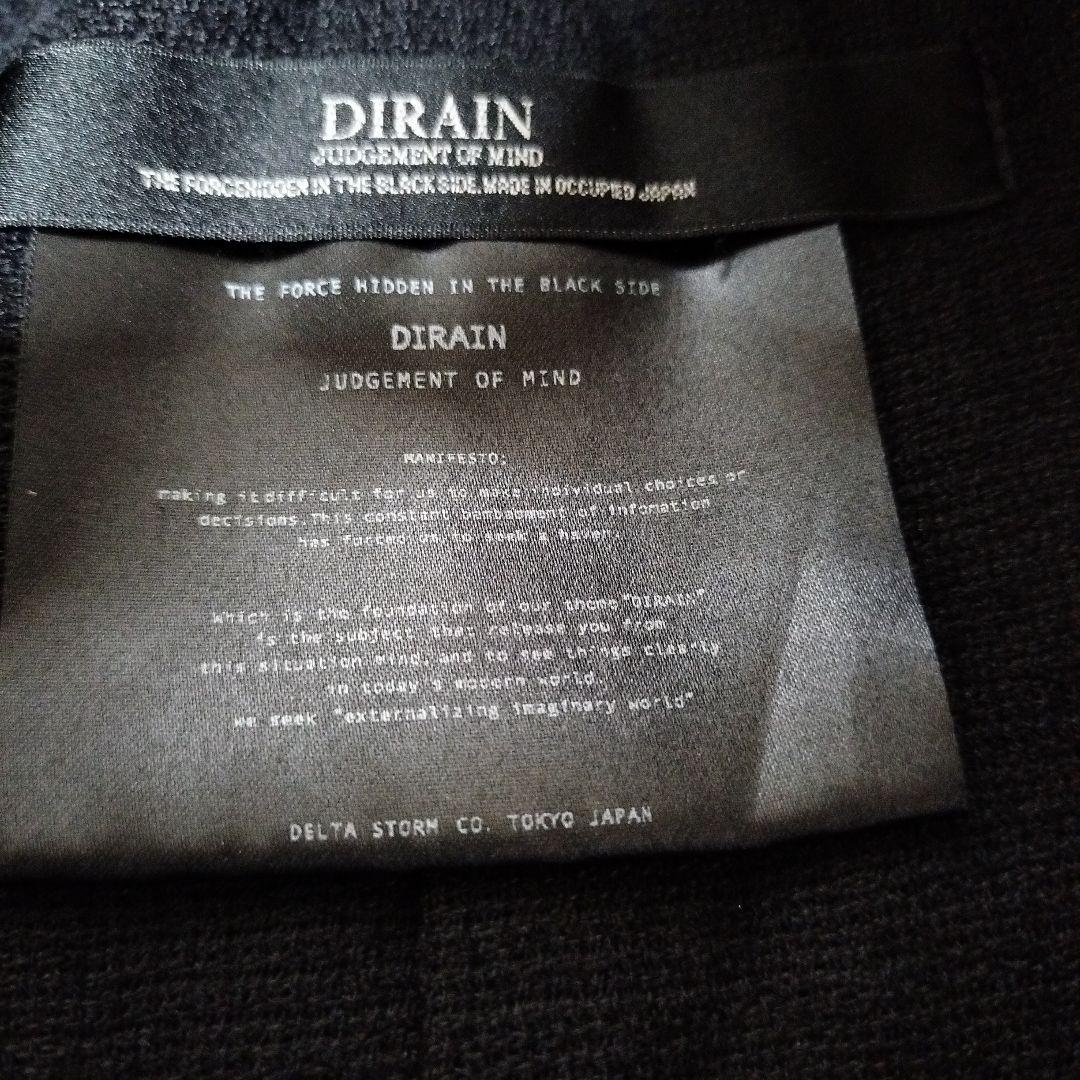 DIRAIN
JUDGEMENT OF MIND
THE FORCEHIDDEN IN THE BLACK SIDE.MADE IN OCCUPIED JAPAN
THE FORCE HIDDEN IN THE BLACK SIDE
DIRAIN
JUDGEMENT OF MIND
MANIFESTO:
making it difficult for us to make individual choices or
decisions.This constant bombadment of infomation
has forced us to seek a haven.
Which is the foundation of our theme "DIRAIN"
is the subject that release you from
this situation mind, and to see things clearly
in today's modern world.
We seek "externalizing imaginary world"
DELTA STORM CO. TOKYO JAPAN